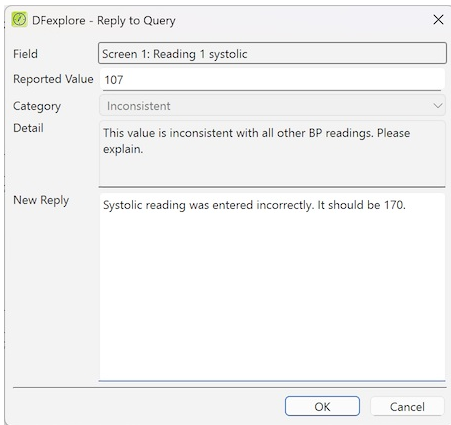 DFexplore - Reply to Query
Field Screen 1: Reading 1 systolic
Reported Value 107
Category Inconsistent
Detail This value is inconsistent with all other BP readings. Please
explain.
New Reply Systolic reading was entered incorrectly. It should be 170.
OK Cancel